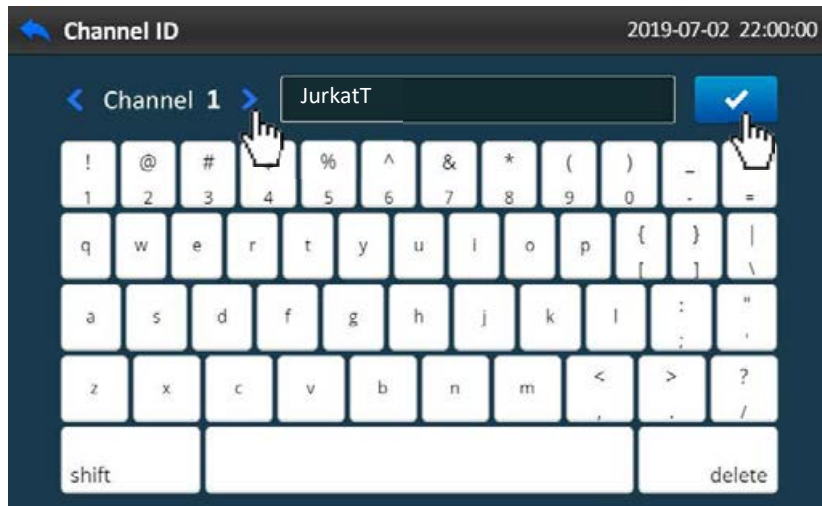 Channel ID 2019-07-02 22:00:00
Channe 1 JurkatT
! @ # % ^ & * ( ) _
1 2 3 4 5 6 7 8 9 0 - =
q w e r t y u i o p { } |
[ ] \
a s d f g h j k l : "
; '
z x c v b n m < > ?
, . /
shift delete